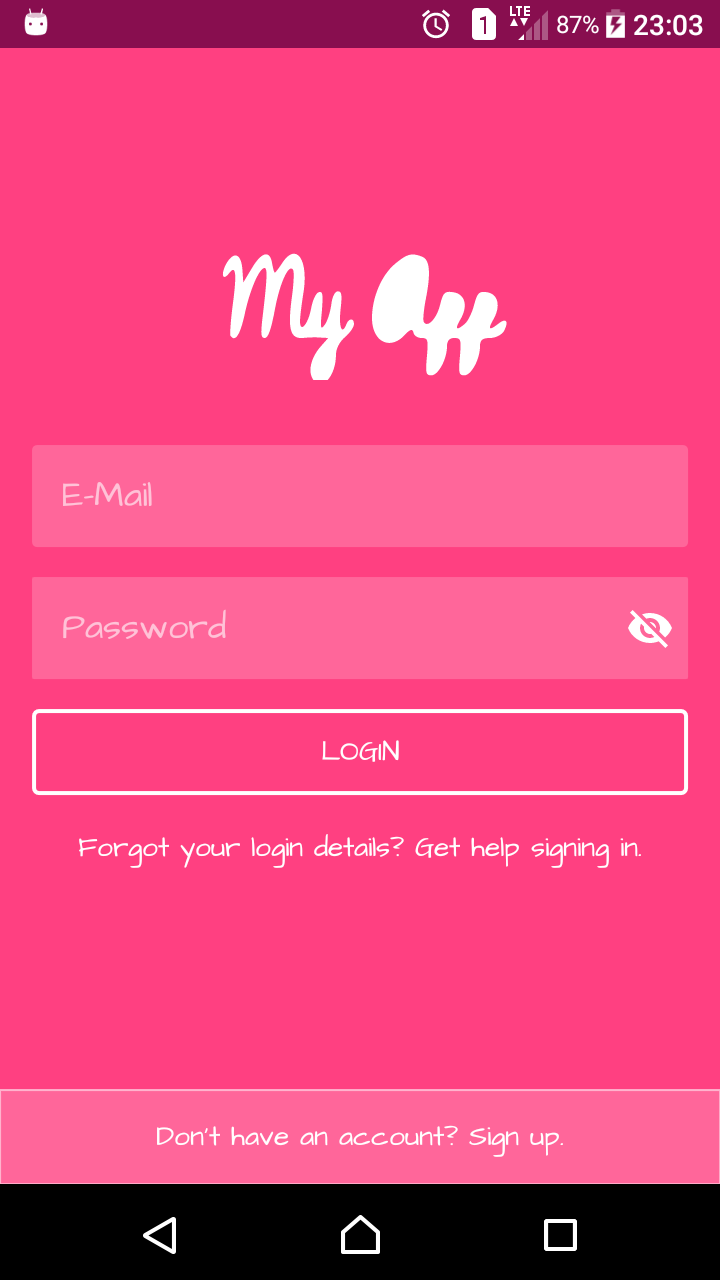 1 LTE 87% 23:03
My App
E-Mail
Password
LOGIN
Forgot your login details? Get help signing in.
Don't have an account? Sign up.